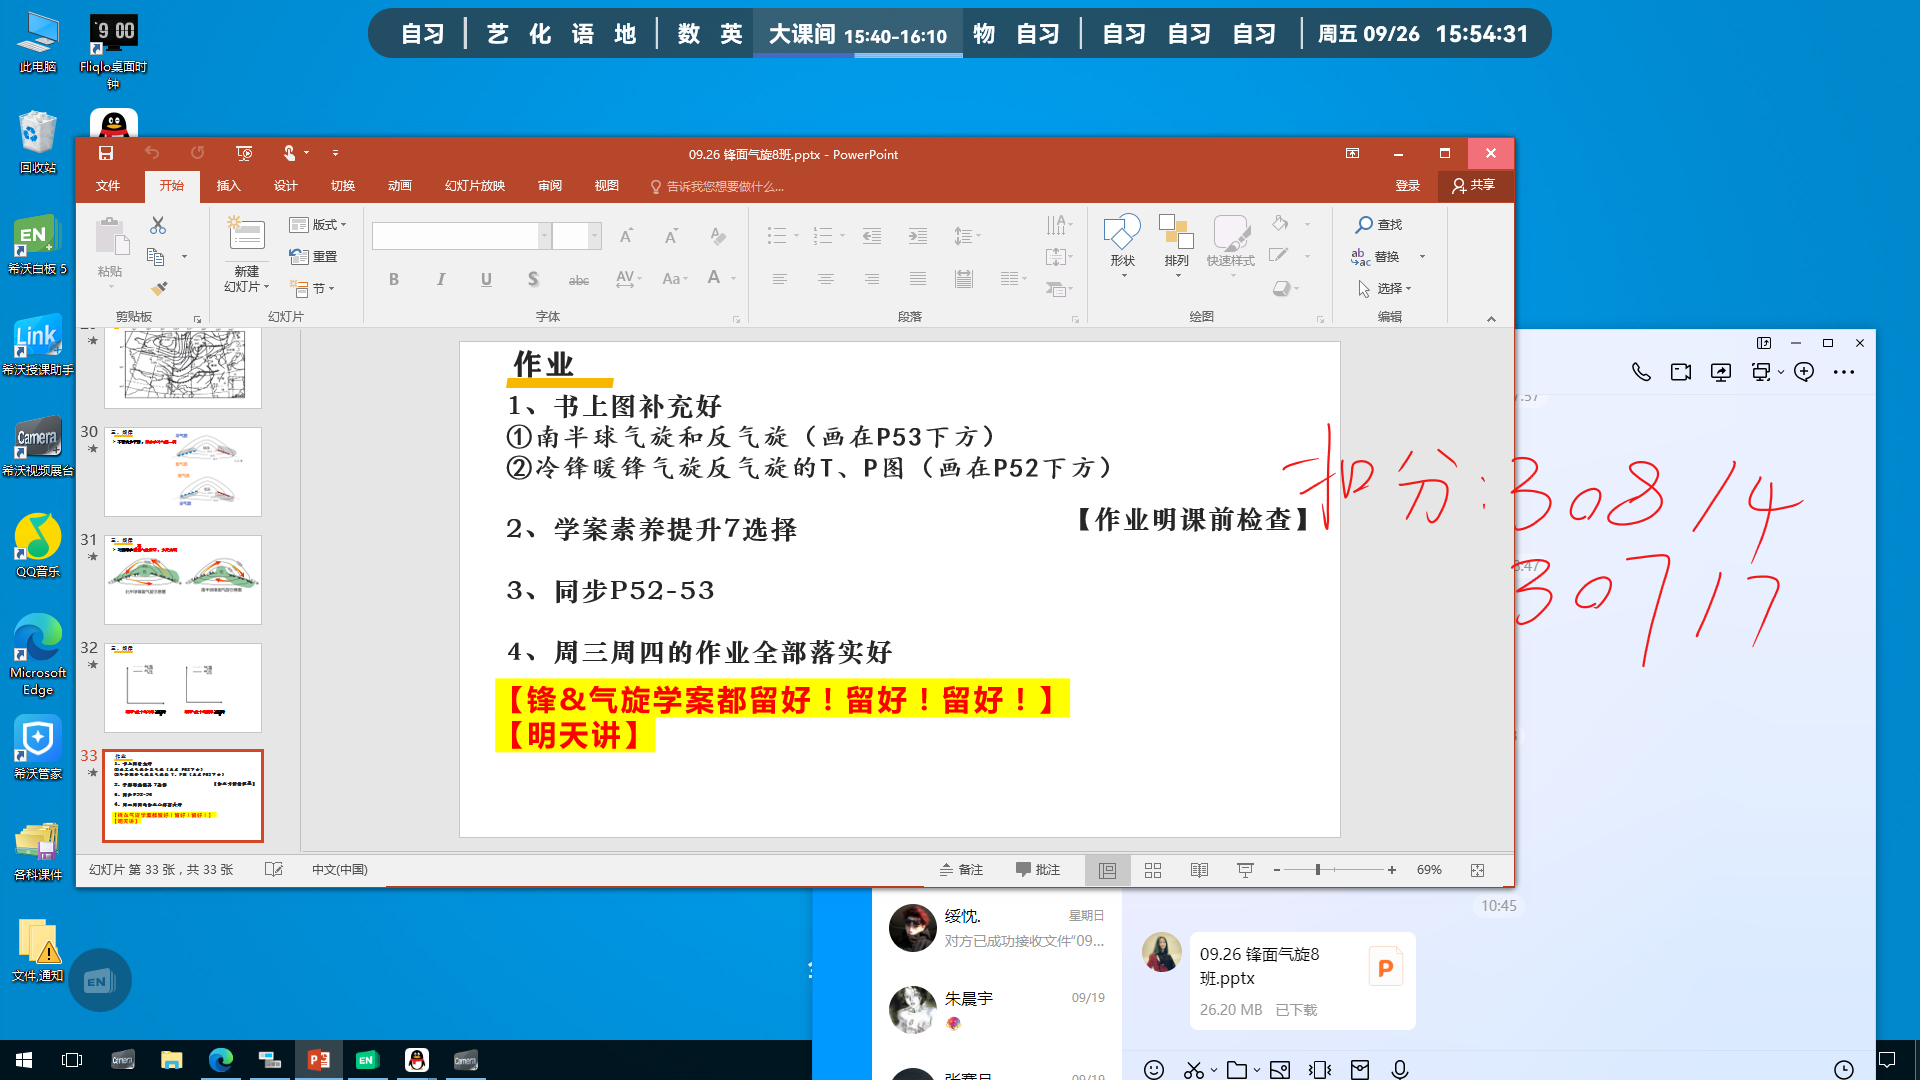 自习 | 艺 化 语 地 | 数 英 大课间 15:40-16:10 物 自习 | 自习 自习 自习 | 周五 09/26 15:54:31
此电脑
Fliqlo桌面时钟
回收站
EN
希沃白板 5
Link
希沃授课助手
Camera
希沃视频展台
QQ音乐
Microsoft Edge
希沃管家
各科课件
文件,通知
09.26 锋面气旋8班.pptx - PowerPoint
文件 开始 插入 设计 切换 动画 幻灯片放映 审阅 视图 告诉我您想要做什么... 登录 共享
粘贴 新建幻灯片 版式 重置 节
形状 排列 快速样式 查找 替换 选择
剪贴板 幻灯片 字体 段落 绘图 编辑
30
31
32
33
作业
1、书上图补充好
①南半球气旋和反气旋（画在P53下方）
②冷锋暖锋气旋反气旋的T、P图（画在P52下方）
2、学案素养提升7选择
【作业明课前检查】
3、同步P52-53
4、周三周四的作业全部落实好
【锋&气旋学案都留好！留好！留好！】
【明天讲】
扣分:308/4
307/7
幻灯片 第 33 张，共 33 张 中文(中国) 备注 批注 69%
绥忱. 星期日
对方已成功接收文件“09...
朱晨宇 09/19
10:45
09.26 锋面气旋8班.pptx
26.20 MB 已下载